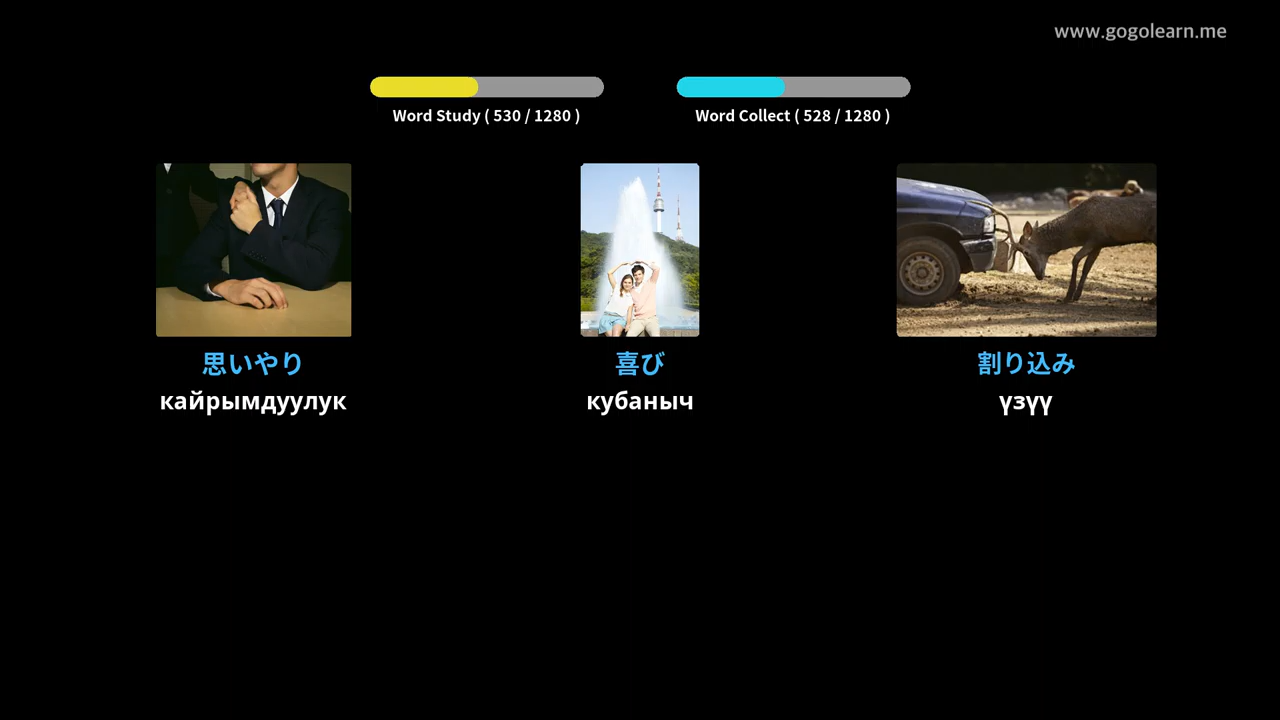 www.gogolearn.me
Word Study ( 530 / 1280 )
Word Collect ( 528 / 1280 )
思いやり
кайрымдуулук
喜び
кубаныч
割り込み
үзүү